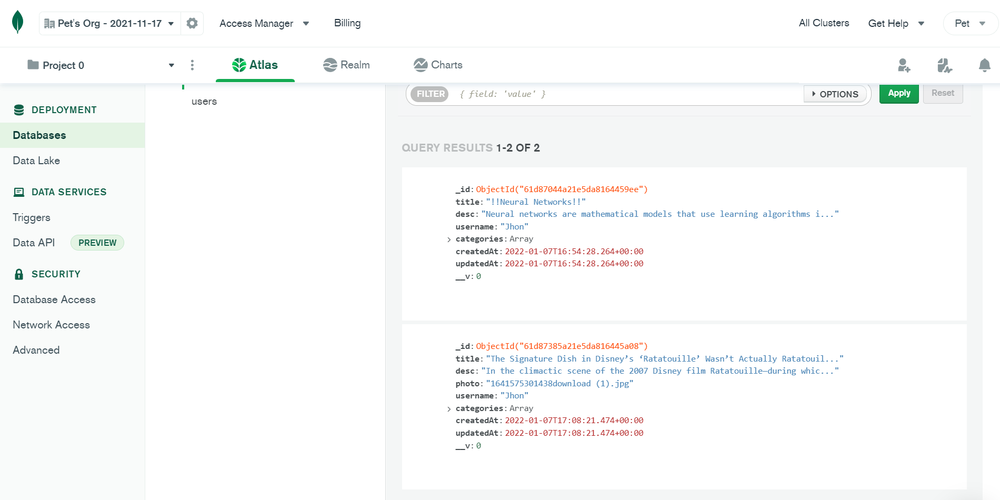 Pet's Org - 2021-11-17
Access Manager
Billing
All Clusters
Get Help
Pet
Project 0
Atlas
Realm
Charts
DEPLOYMENT
Databases
Data Lake
DATA SERVICES
Triggers
Data API
PREVIEW
SECURITY
Database Access
Network Access
Advanced
users
FILTER
{ field: 'value' }
OPTIONS
Apply
Reset
QUERY RESULTS 1-2 OF 2
_id: ObjectId("61d87044a21e5da8164459ee")
title: "!!Neural Networks!!"
desc: "Neural networks are mathematical models that use learning algorithms i..."
username: "Jhon"
categories: Array
createdAt: 2022-01-07T16:54:28.264+00:00
updatedAt: 2022-01-07T16:54:28.264+00:00
__v: 0
_id: ObjectId("61d87385a21e5da816445a08")
title: "The Signature Dish in Disney’s ‘Ratatouille’ Wasn’t Actually Ratatouil..."
desc: "In the climactic scene of the 2007 Disney film Ratatouille—during whic..."
photo: "1641575301438download (1).jpg"
username: "Jhon"
categories: Array
createdAt: 2022-01-07T17:08:21.474+00:00
updatedAt: 2022-01-07T17:08:21.474+00:00
__v: 0